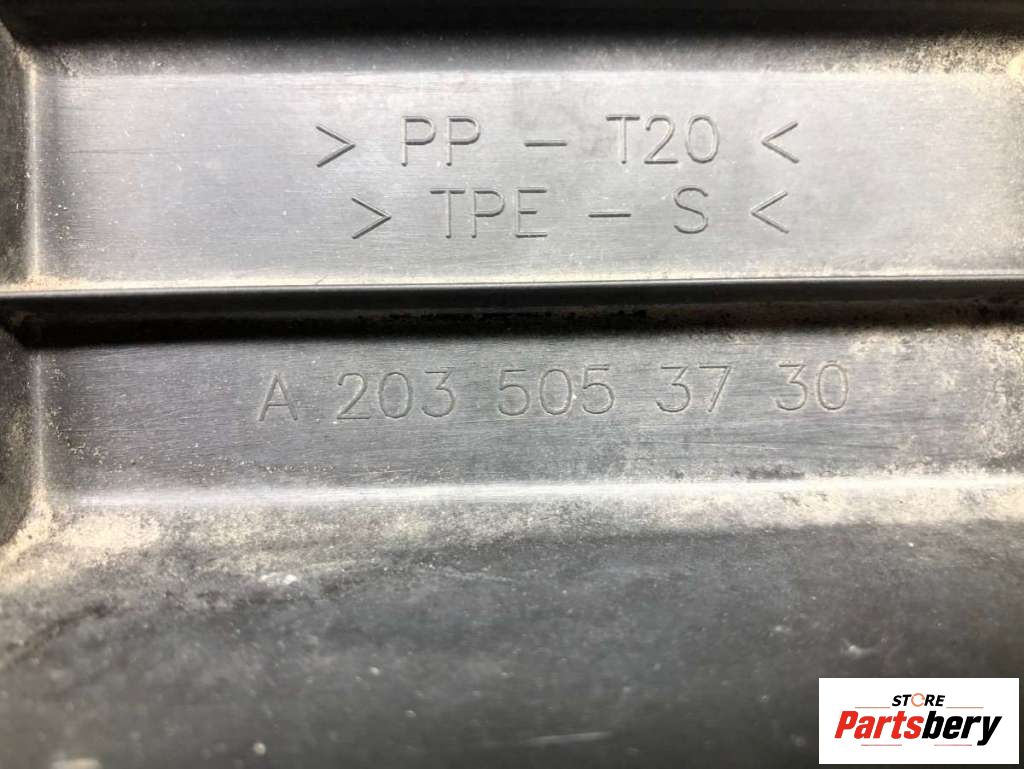 > PP - T20 <
> TPE - S <
A 203 505 37 30
STORE
Partsbery